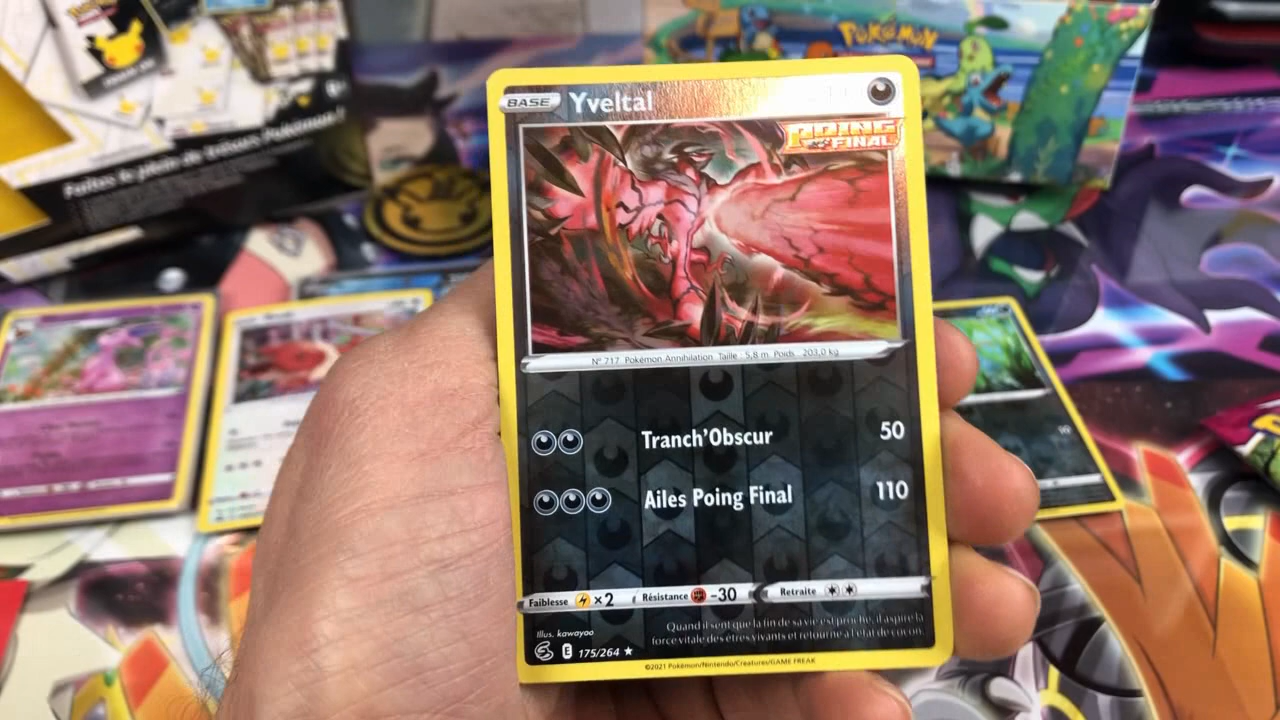 Pokémon
Faites le plein de trésors Pokémon !
POKÉMON
BASE Yveltal
POING
FINAL
N° 717 Pokémon Annihilation Taille : 5,8 m Poids : 203,0 kg
Tranch'Obscur 50
Ailes Poing Final 110
Faiblesse ×2 Résistance -30 Retraite
Quand il sent que la fin de sa vie est proche, il aspire la
force vitale des êtres vivants et retourne à l'état de cocon.
Illus. kawayoo
E 175/264 ★
©2021 Pokémon/Nintendo/Creatures/GAME FREAK